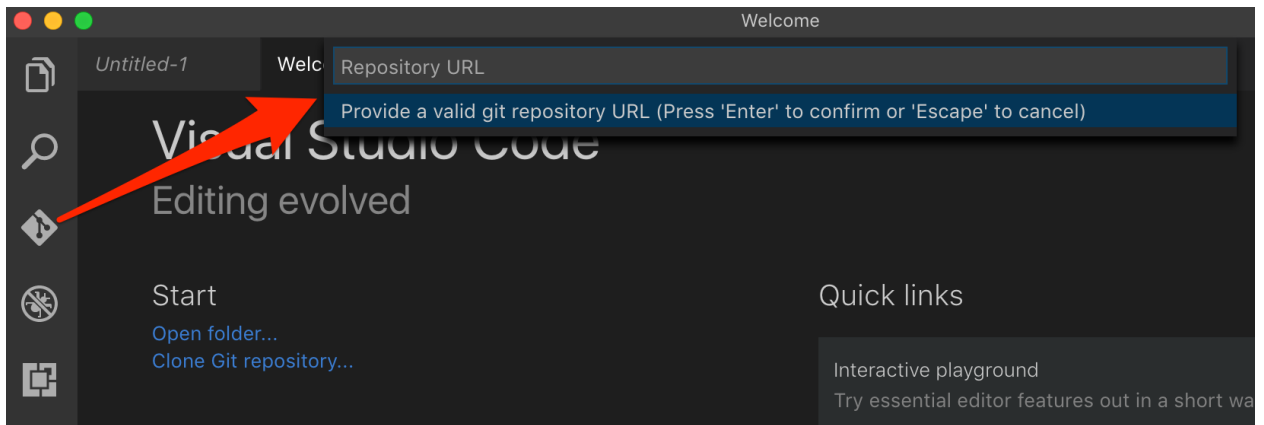 Welcome
Untitled-1
Repository URL
Provide a valid git repository URL (Press 'Enter' to confirm or 'Escape' to cancel)
Visual Studio Code
Editing evolved
Start
Open folder...
Clone Git repository...
Quick links
Interactive playground
Try essential editor features out in a short